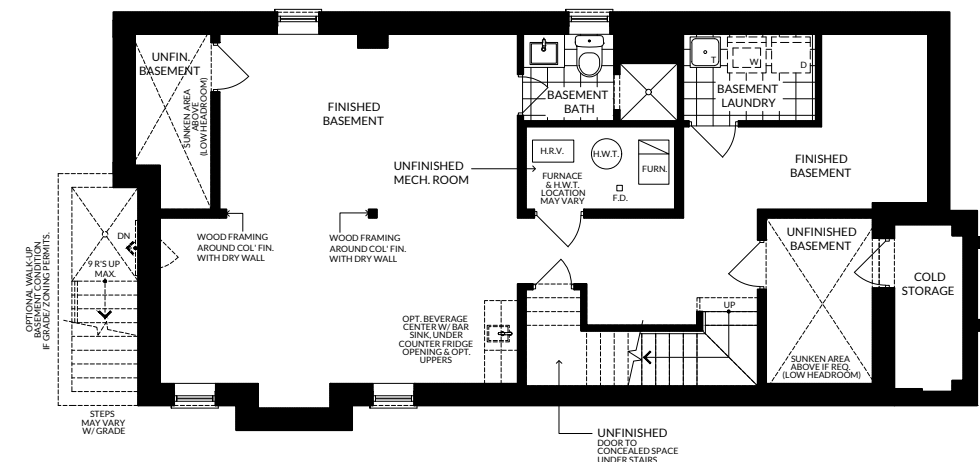 UNFIN.
BASEMENT
SUNKEN AREA
ABOVE
(LOW HEADROOM)
FINISHED
BASEMENT
BASEMENT
BATH
T
W
D
BASEMENT
LAUNDRY
UNFINISHED
MECH. ROOM
H.R.V.
H.W.T.
FURN.
FURNACE
& H.W.T.
LOCATION
MAY VARY
F.D.
FINISHED
BASEMENT
OPTIONAL WALK-UP
BASEMENT CONDITION
IF GRADE/ ZONING PERMITS.
DN
9 R'S UP
MAX.
WOOD FRAMING
AROUND COL' FIN.
WITH DRY WALL
WOOD FRAMING
AROUND COL' FIN.
WITH DRY WALL
UNFINISHED
BASEMENT
COLD
STORAGE
UP
OPT. BEVERAGE
CENTER W/ BAR
SINK, UNDER
COUNTER FRIDGE
OPENING & OPT.
UPPERS
SUNKEN AREA
ABOVE IF REQ.
(LOW HEADROOM)
STEPS
MAY VARY
W/ GRADE
UNFINISHED
DOOR TO
CONCEALED SPACE
UNDER STAIRS